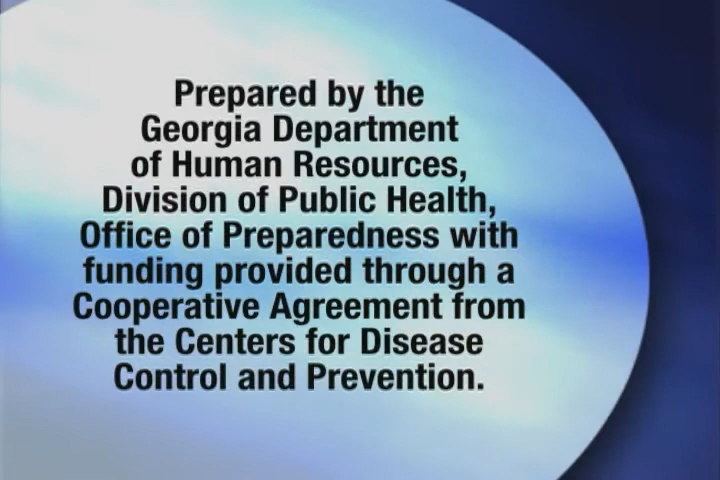 Prepared by the
Georgia Department
of Human Resources,
Division of Public Health,
Office of Preparedness with
funding provided through a
Cooperative Agreement from
the Centers for Disease
Control and Prevention.